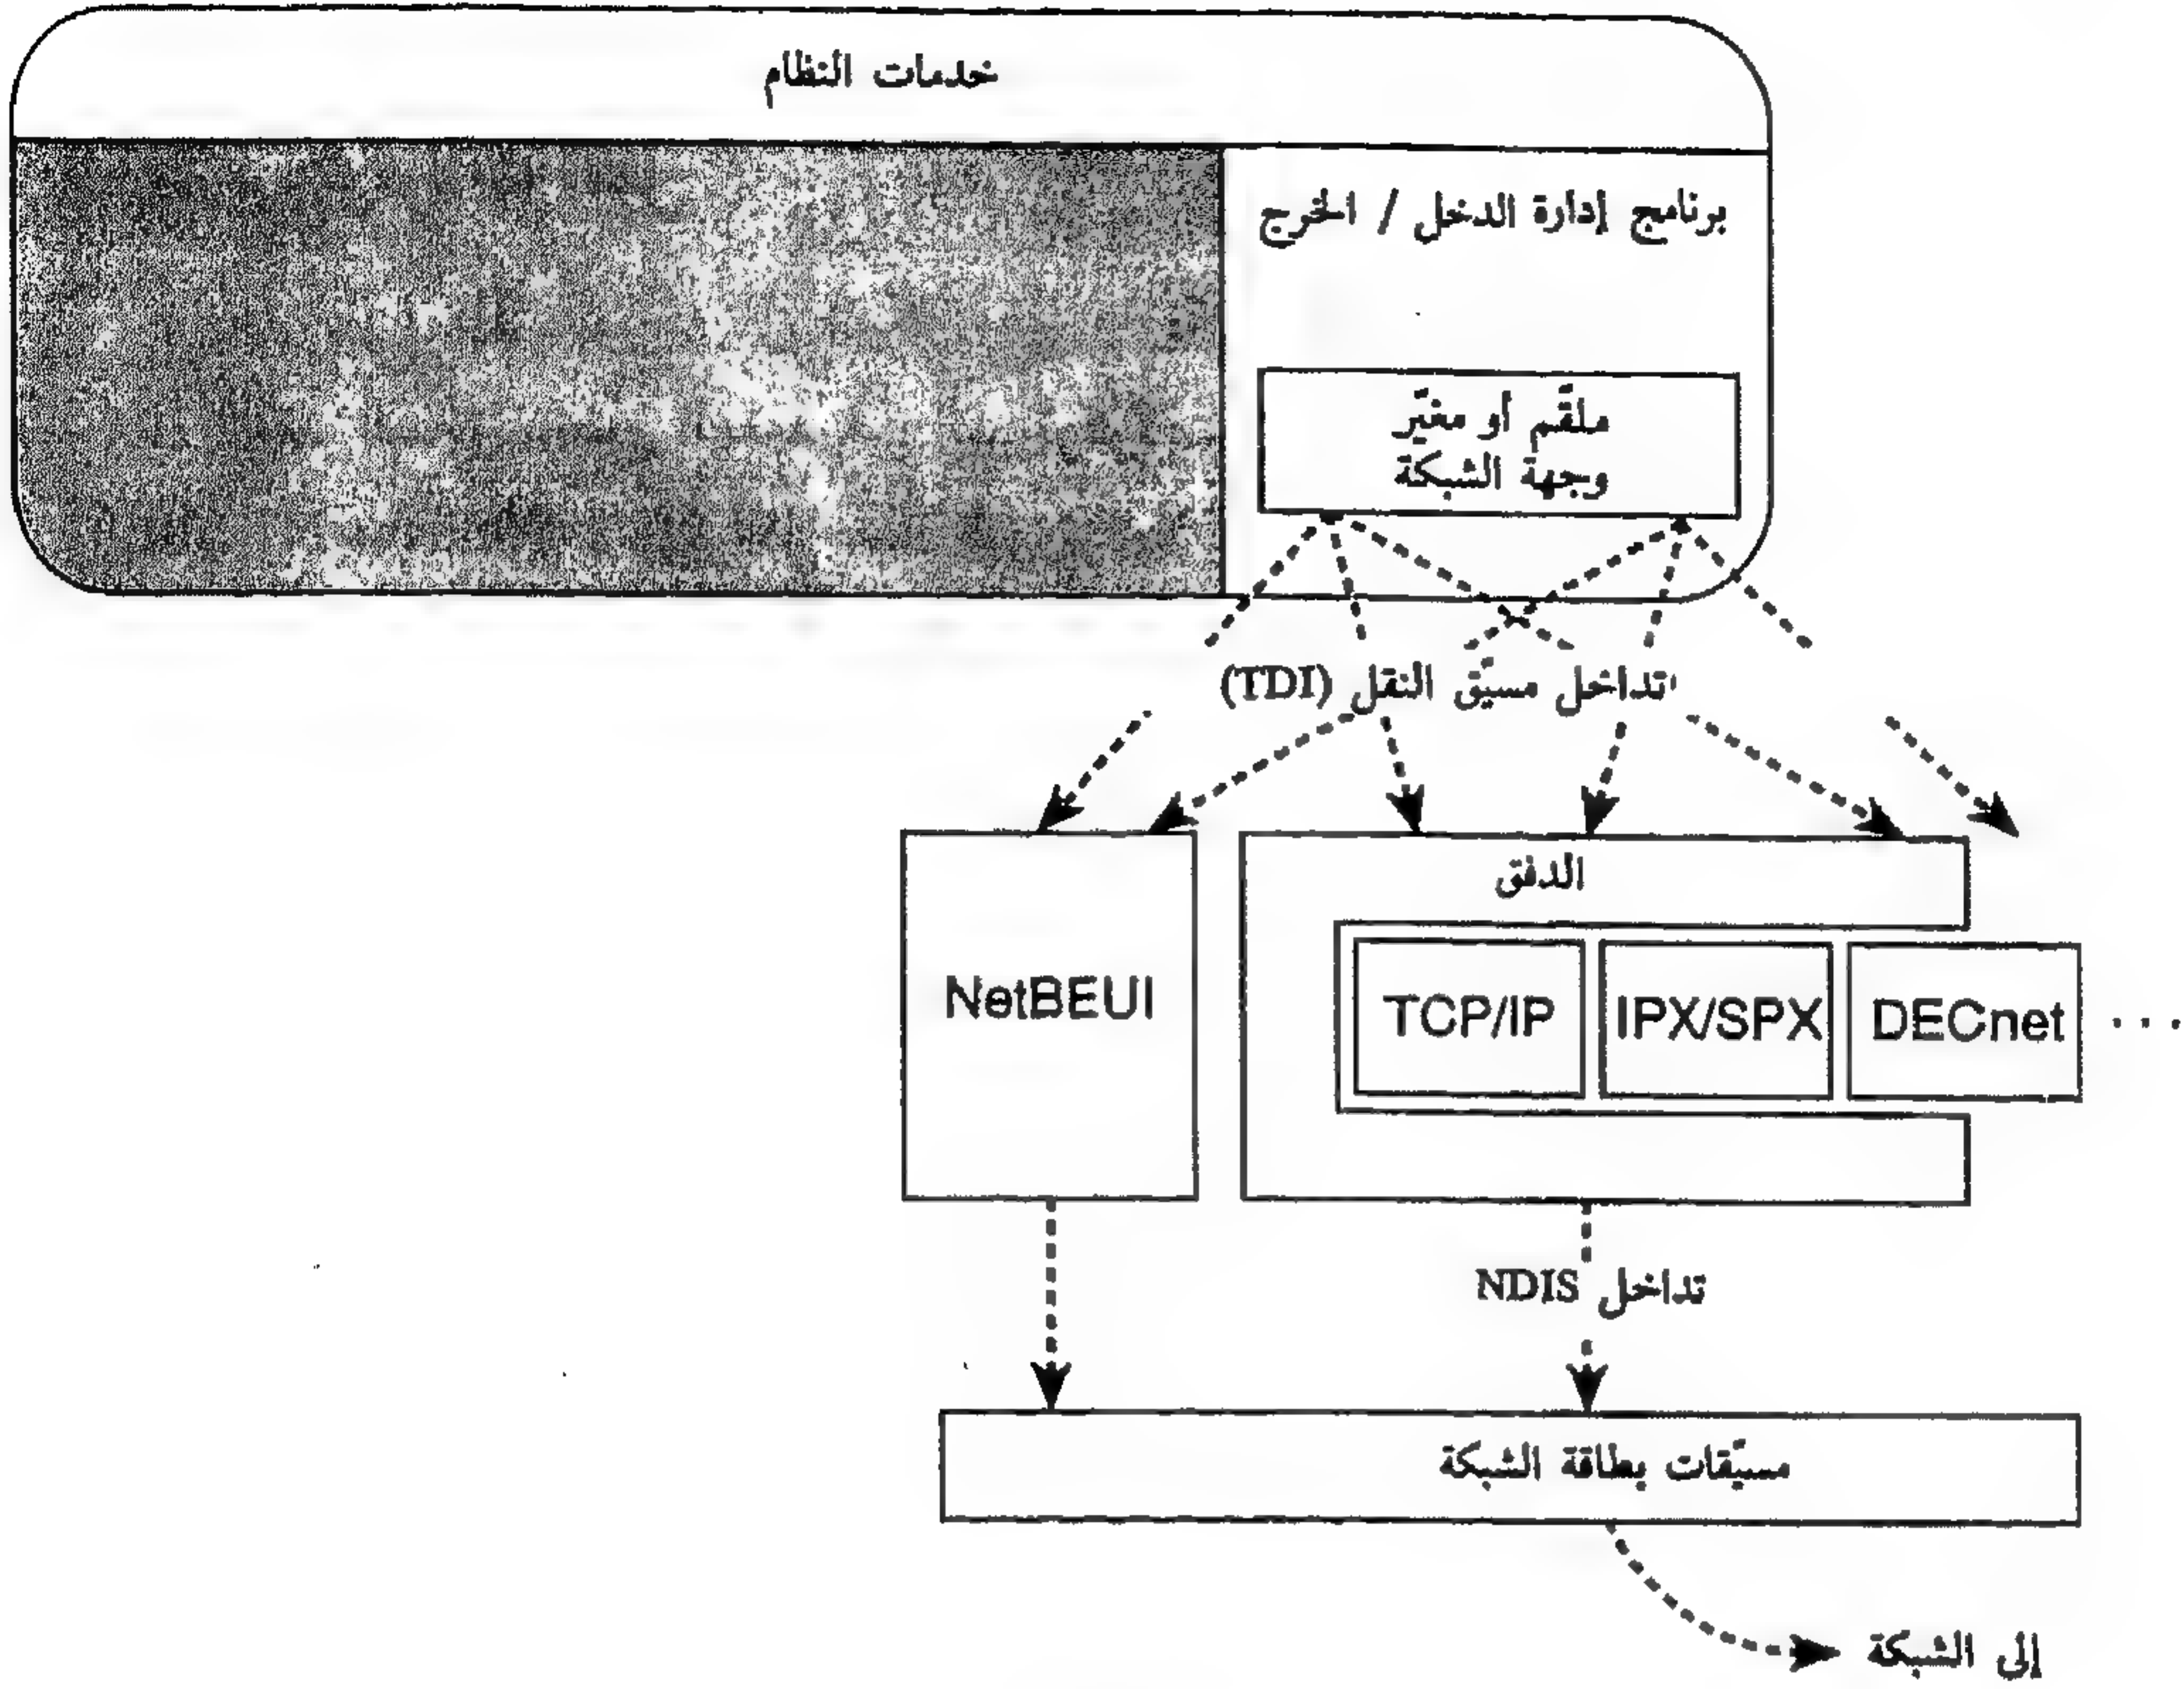 خدمات النظام
برنامج إدارة الدخل / الخرج
ملقّم أو مغيّر
وجهة الشبكة
تداخل مسيّق النقل (TDI)
الدفق
NetBEUI
TCP/IP
IPX/SPX
DECnet
...
تداخل NDIS
مسيّقات بطاقة الشبكة
إلى الشبكة